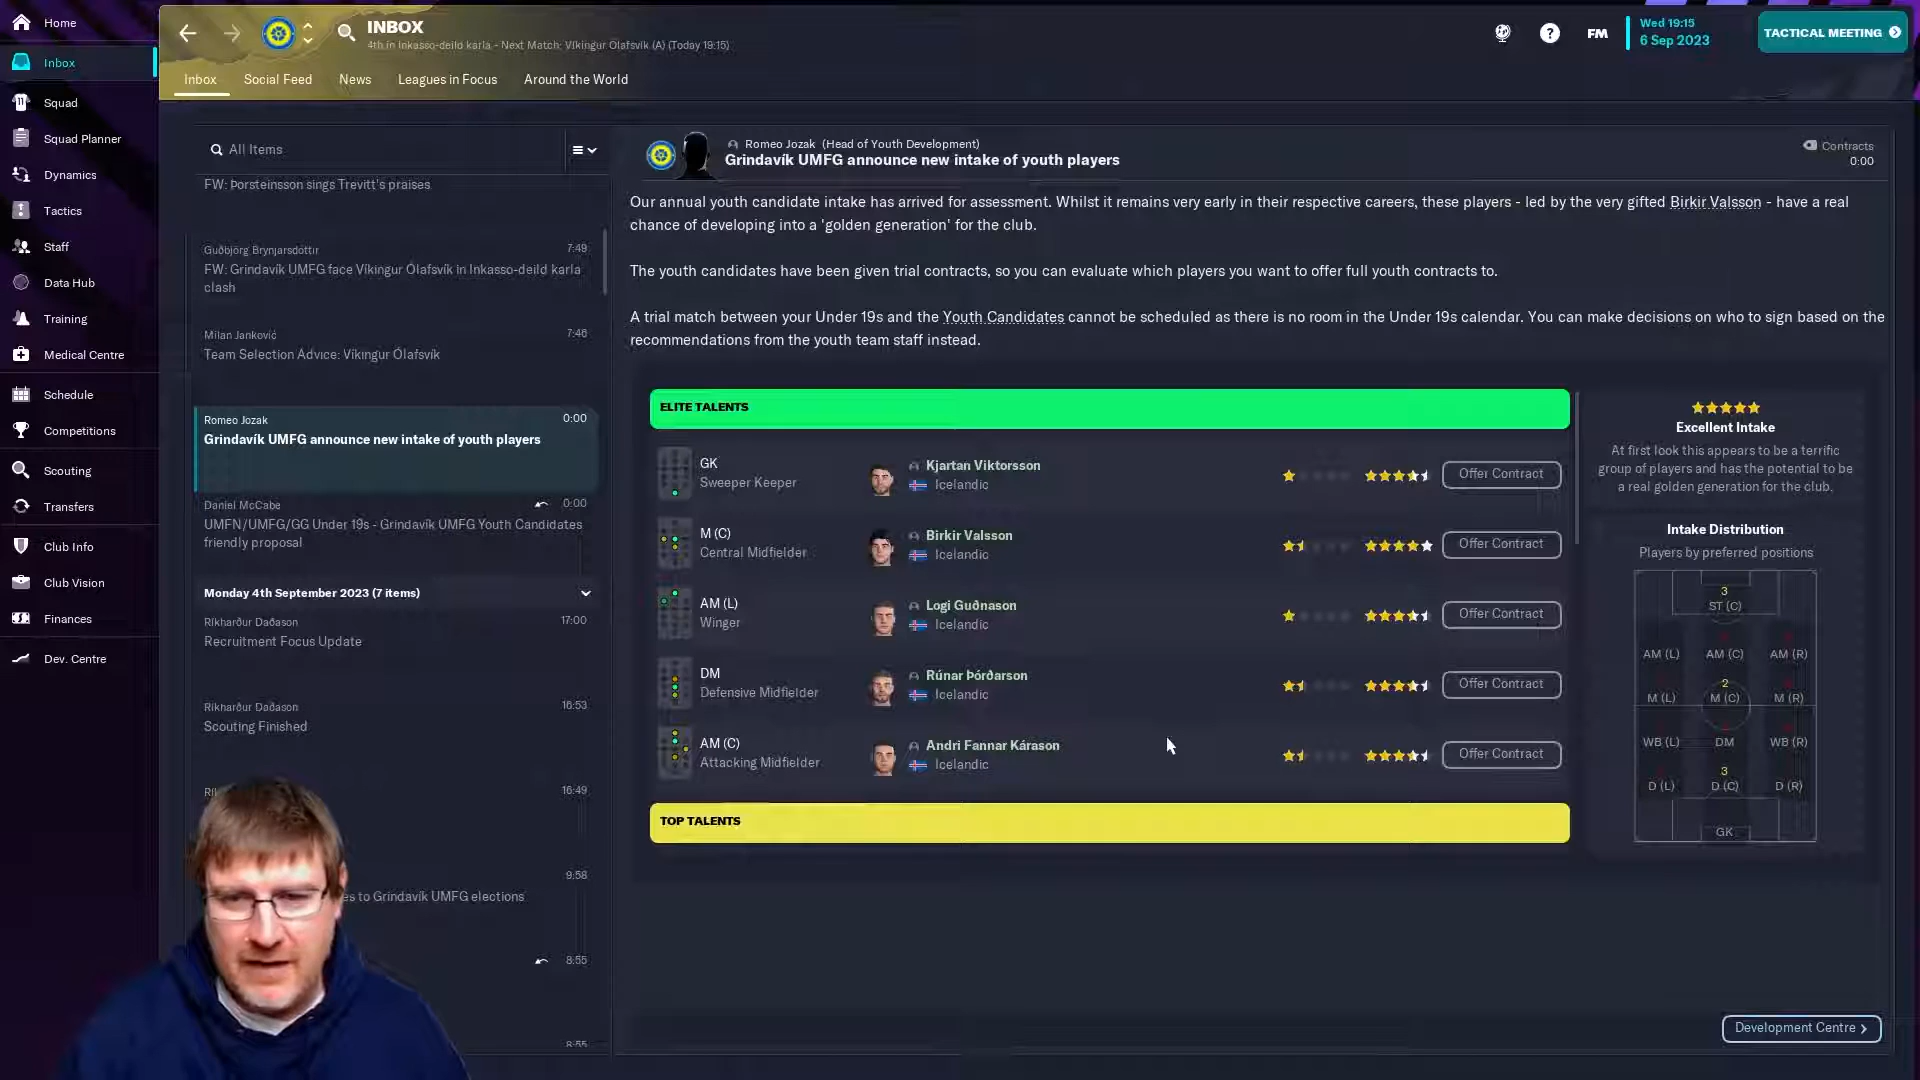 Home
Inbox
Squad
Squad Planner
Dynamics
Tactics
Staff
Data Hub
Training
Medical Centre
Schedule
Competitions
Scouting
Transfers
Club Info
Club Vision
Finances
Dev. Centre
INBOX
4th in Inkasso-deild karla - Next Match: Víkingur Ólafsvík (A) (Today 19:15)
FM
Wed 19:15
6 Sep 2023
TACTICAL MEETING
Inbox
Social Feed
News
Leagues in Focus
Around the World
All Items
FW: Þorsteinsson sings Trevitt's praises
Guðbjörg Brynjarsdóttir
7:49
FW: Grindavík UMFG face Víkingur Ólafsvík in Inkasso-deild karla
clash
Milan Janković
7:46
Team Selection Advice: Víkingur Ólafsvík
Romeo Jozak
0:00
Grindavík UMFG announce new intake of youth players
Daniel McCabe
0:00
UMFN/UMFG/GG Under 19s - Grindavík UMFG Youth Candidates
friendly proposal
Monday 4th September 2023 (7 items)
Ríkharður Daðason
17:00
Recruitment Focus Update
Ríkharður Daðason
16:53
Scouting Finished
16:49
9:58
es to Grindavík UMFG elections
8:55
8:55
Romeo Jozak (Head of Youth Development)
Grindavík UMFG announce new intake of youth players
Contracts
0:00
Our annual youth candidate intake has arrived for assessment. Whilst it remains very early in their respective careers, these players - led by the very gifted Birkir Valsson - have a real
chance of developing into a 'golden generation' for the club.
The youth candidates have been given trial contracts, so you can evaluate which players you want to offer full youth contracts to.
A trial match between your Under 19s and the Youth Candidates cannot be scheduled as there is no room in the Under 19s calendar. You can make decisions on who to sign based on the
recommendations from the youth team staff instead.
ELITE TALENTS
GK
Sweeper Keeper
Kjartan Viktorsson
Icelandic
Offer Contract
M (C)
Central Midfielder
Birkir Valsson
Icelandic
Offer Contract
AM (L)
Winger
Logi Guðnason
Icelandic
Offer Contract
DM
Defensive Midfielder
Rúnar Þórðarson
Icelandic
Offer Contract
AM (C)
Attacking Midfielder
Andri Fannar Kárason
Icelandic
Offer Contract
TOP TALENTS
Excellent Intake
At first look this appears to be a terrific
group of players and has the potential to be
a real golden generation for the club.
Intake Distribution
Players by preferred positions
3
ST (C)
AM (L)
AM (C)
AM (R)
2
M (L)
M (C)
M (R)
WB (L)
DM
WB (R)
3
D (L)
D (C)
D (R)
GK
Development Centre